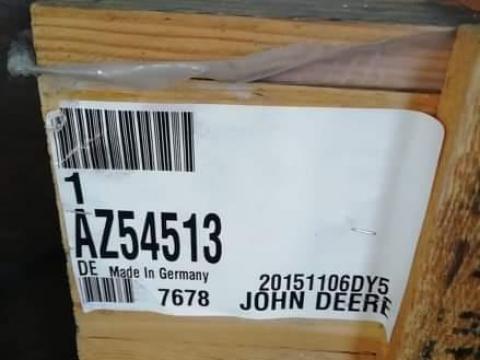 1
AZ54513
DE Made In Germany
20151106DY5
7678 JOHN DEERE